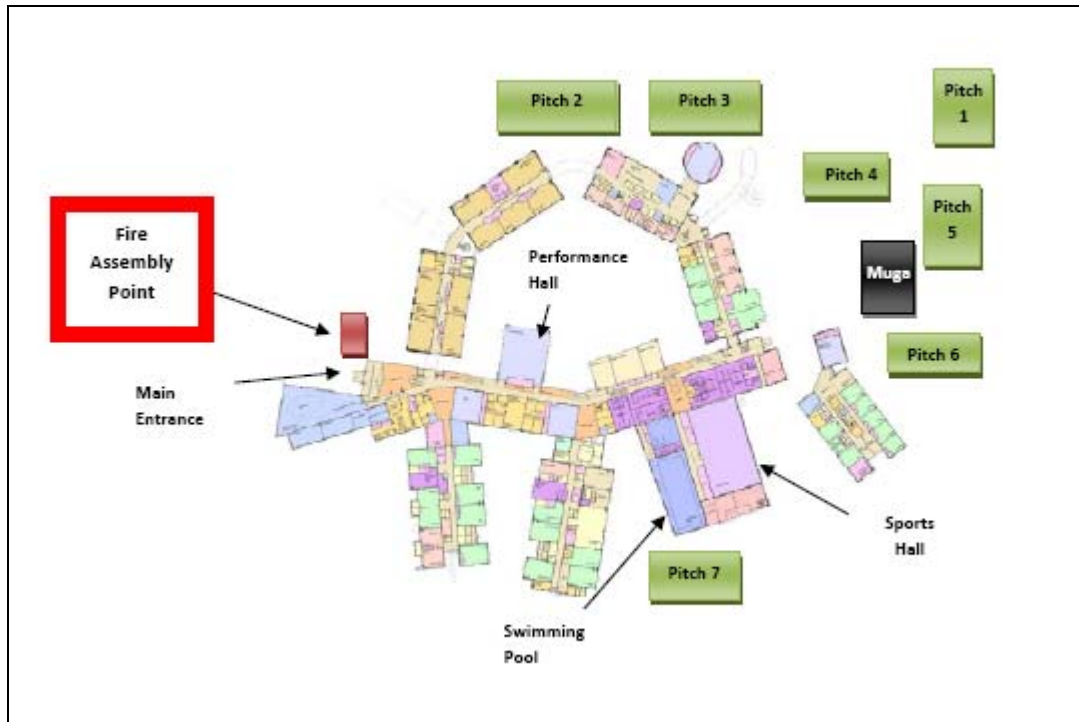 Pitch 2
Pitch 3
Pitch
1
Pitch 4
Pitch
5
Fire
Assembly
Point
Performance
Hall
Muga
Pitch 6
Main
Entrance
Sports
Hall
Pitch 7
Swimming
Pool